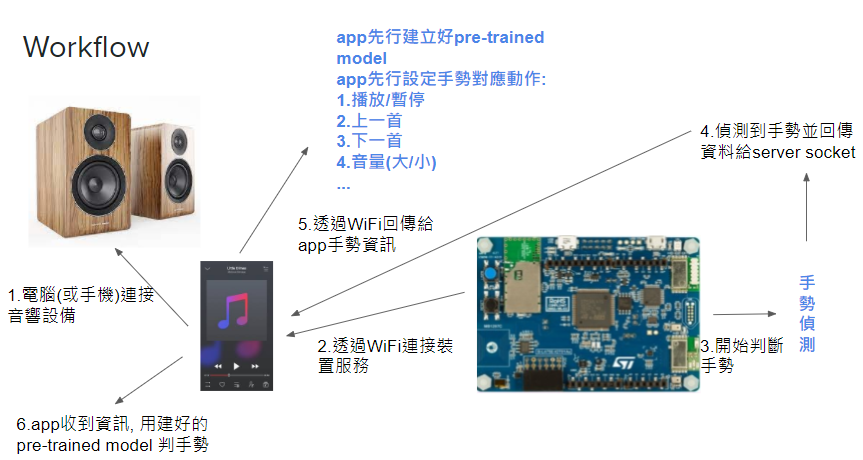 Workflow
app先行建立好pre-trained
model
app先行設定手勢對應動作:
1.播放/暫停
2.上一首
3.下一首
4.音量(大/小)
...
4.偵測到手勢並回傳
資料給server socket
5.透過WiFi回傳給
app手勢資訊
1.電腦(或手機)連接
音響設備
2.透過WiFi連接裝
置服務
手
勢
偵
測
3.開始判斷
手勢
6.app收到資訊, 用建好的
pre-trained model 判手勢
RoHS